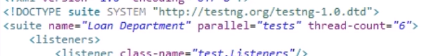 <!DOCTYPE suite SYSTEM "http://testng.org/testng-1.0.dtd">
<suite name="Loan Department" parallel="tests" thread-count="6">
<listeners>
<listener class-name="test.Listeners"/>